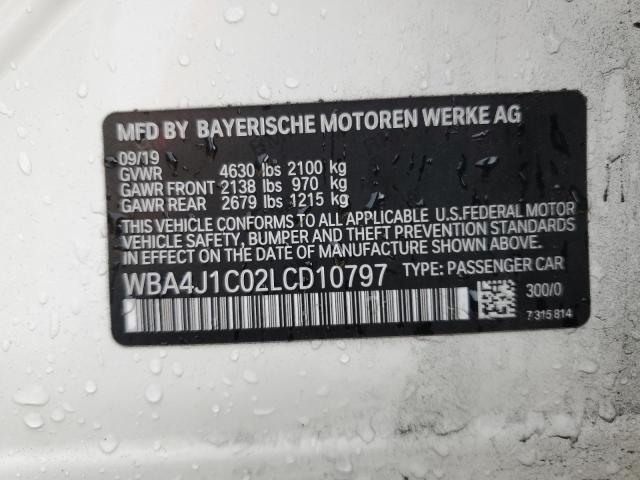 MFD BY BAYERISCHE MOTOREN WERKE AG
09/19
GVWR 4630 lbs 2100 kg
GAWR FRONT 2138 lbs 970 kg
GAWR REAR 2679 lbs 1215 kg
THIS VEHICLE CONFORMS TO ALL APPLICABLE U.S.FEDERAL MOTOR
VEHICLE SAFETY, BUMPER AND THEFT PREVENTION STANDARDS
IN EFFECT ON THE DATE OF MANUFACTURE SHOWN ABOVE.
WBA4J1C02LCD10797 TYPE: PASSENGER CAR
300/0
7 315 814